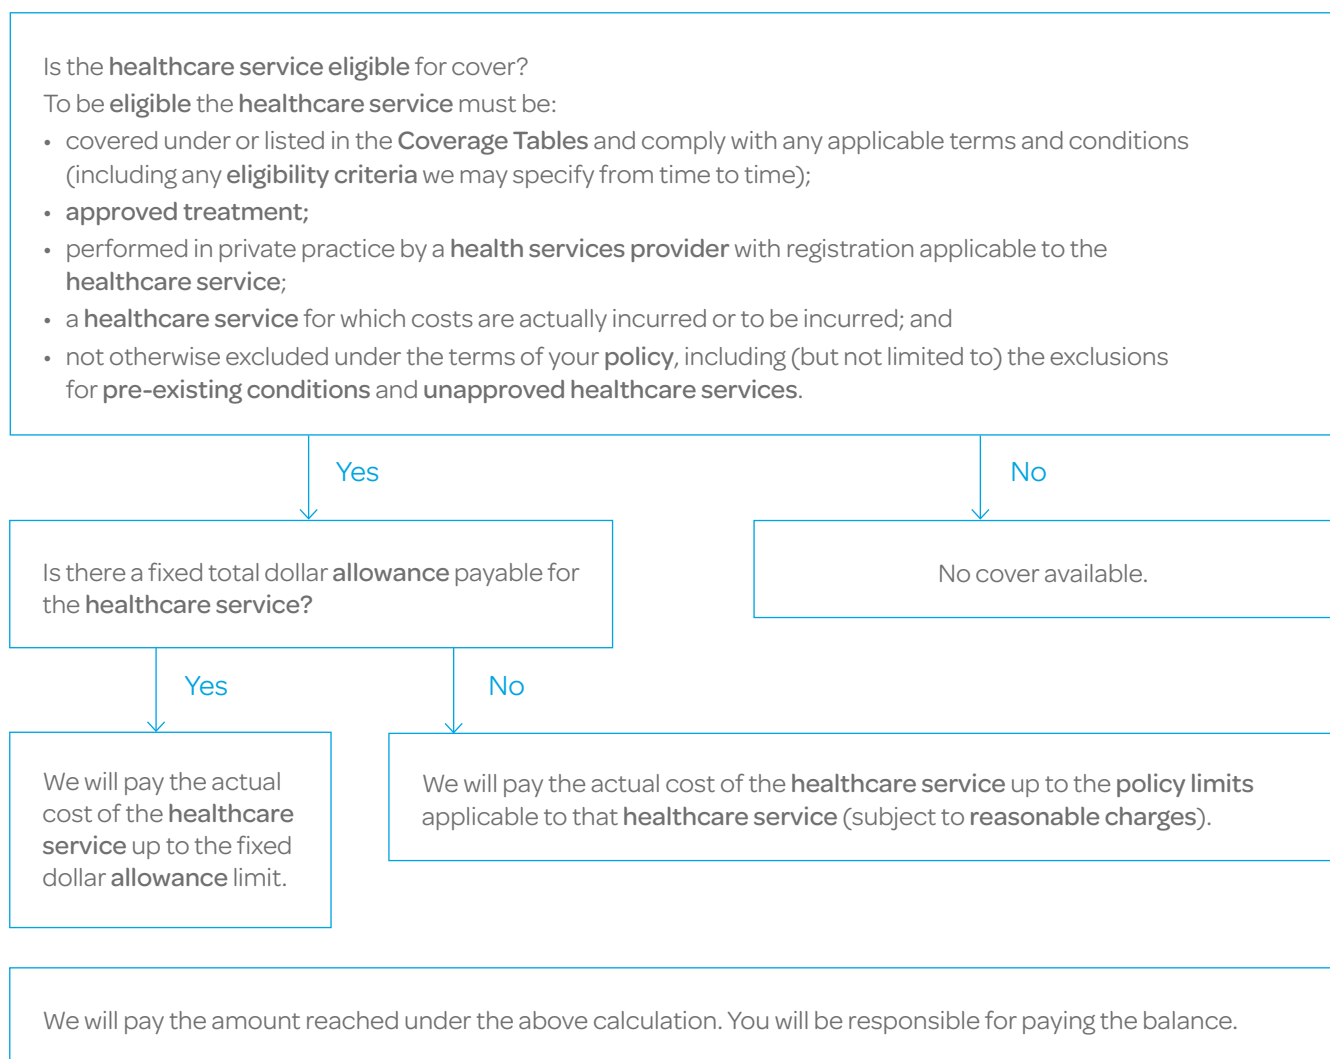 Is the healthcare service eligible for cover?
To be eligible the healthcare service must be:
• covered under or listed in the Coverage Tables and comply with any applicable terms and conditions
(including any eligibility criteria we may specify from time to time);
• approved treatment;
• performed in private practice by a health services provider with registration applicable to the
healthcare service;
• a healthcare service for which costs are actually incurred or to be incurred; and
• not otherwise excluded under the terms of your policy, including (but not limited to) the exclusions
for pre-existing conditions and unapproved healthcare services.
Yes
No
Is there a fixed total dollar allowance payable for
the healthcare service?
No cover available.
Yes
No
We will pay the actual
cost of the healthcare
service up to the fixed
dollar allowance limit.
We will pay the actual cost of the healthcare service up to the policy limits
applicable to that healthcare service (subject to reasonable charges).
We will pay the amount reached under the above calculation. You will be responsible for paying the balance.